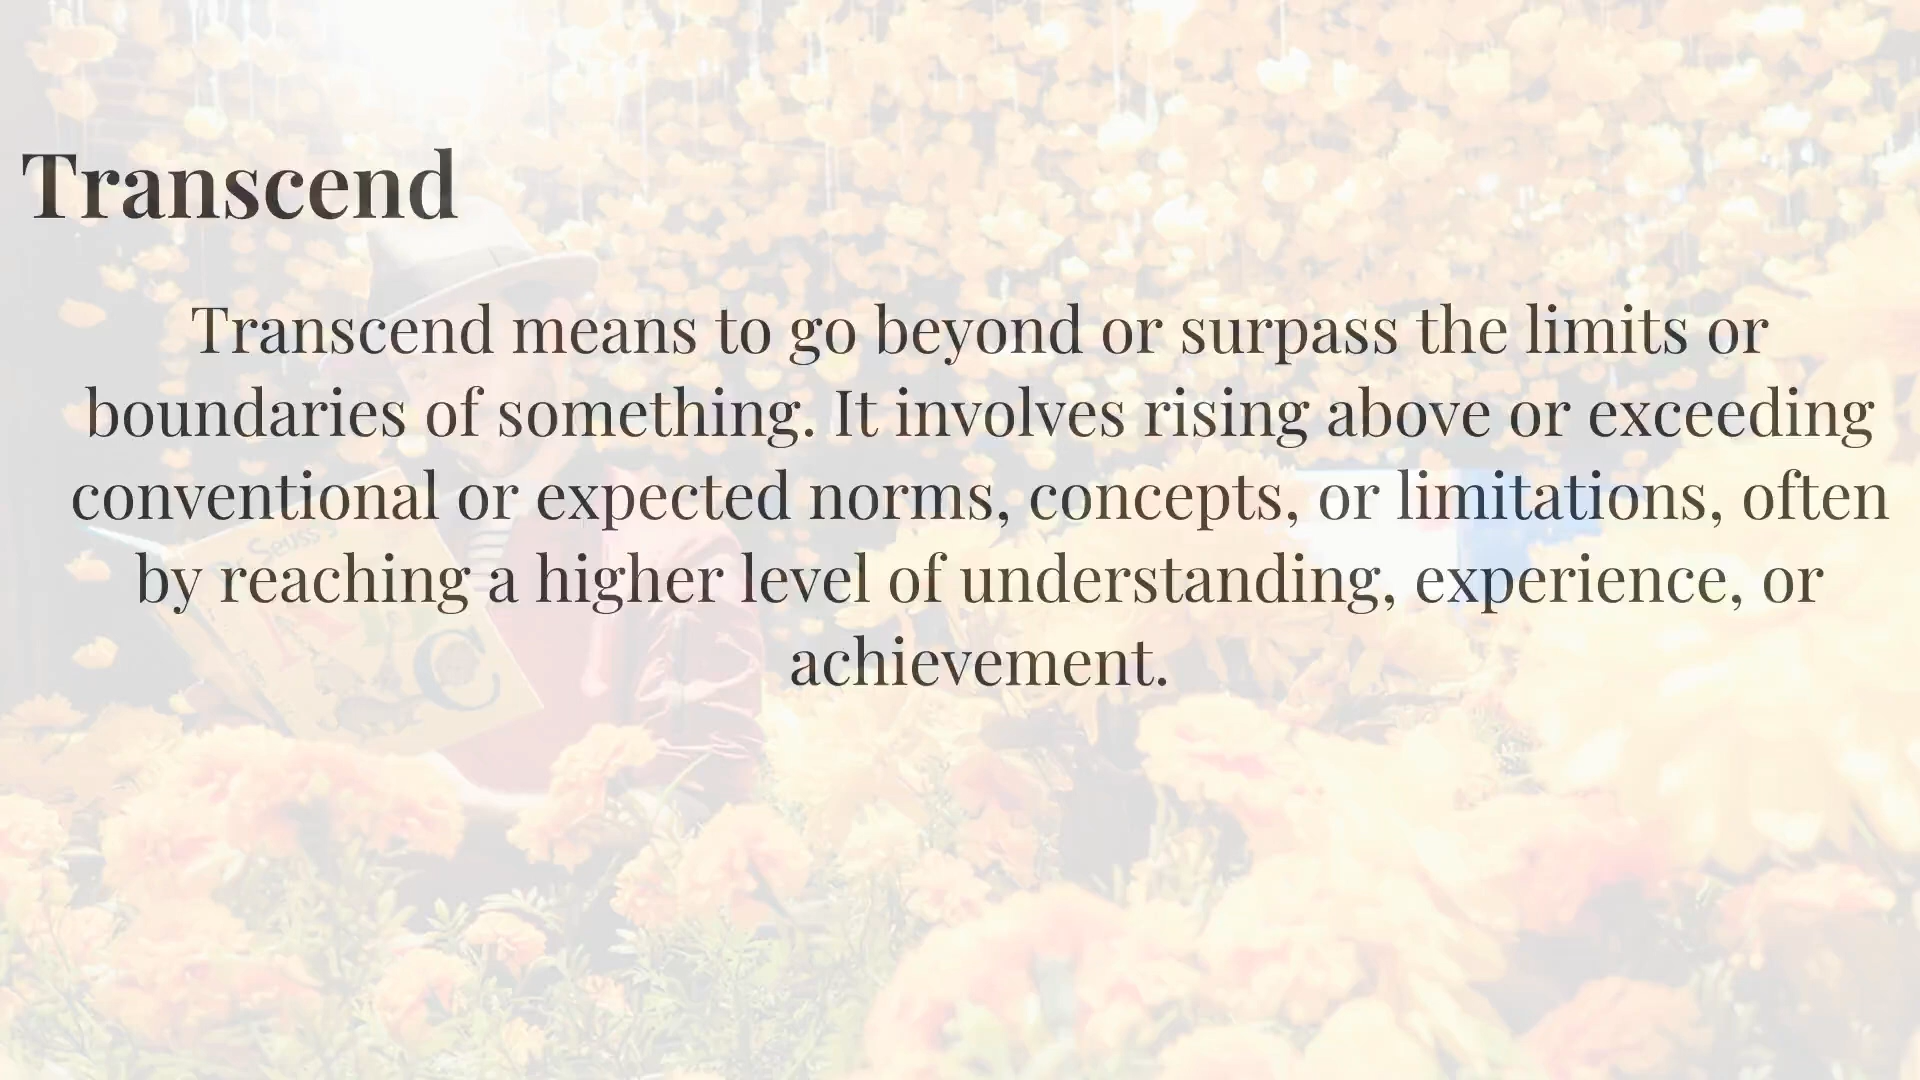 Transcend
Transcend means to go beyond or surpass the limits or
boundaries of something. It involves rising above or exceeding
conventional or expected norms, concepts, or limitations, often
by reaching a higher level of understanding, experience, or
achievement.
Seuss's
C